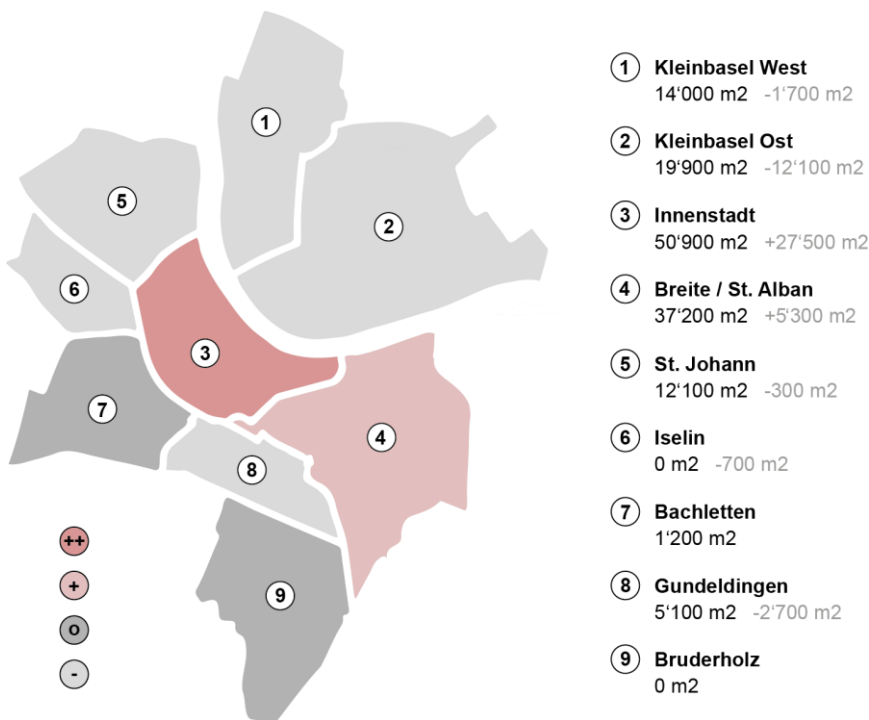 1
2
3
4
5
6
7
8
9
++
+
o
-
1 Kleinbasel West
14‘000 m2 -1‘700 m2
2 Kleinbasel Ost
19‘900 m2 -12‘100 m2
3 Innenstadt
50‘900 m2 +27‘500 m2
4 Breite / St. Alban
37‘200 m2 +5‘300 m2
5 St. Johann
12‘100 m2 -300 m2
6 Iselin
0 m2 -700 m2
7 Bachletten
1‘200 m2
8 Gundeldingen
5‘100 m2 -2‘700 m2
9 Bruderholz
0 m2